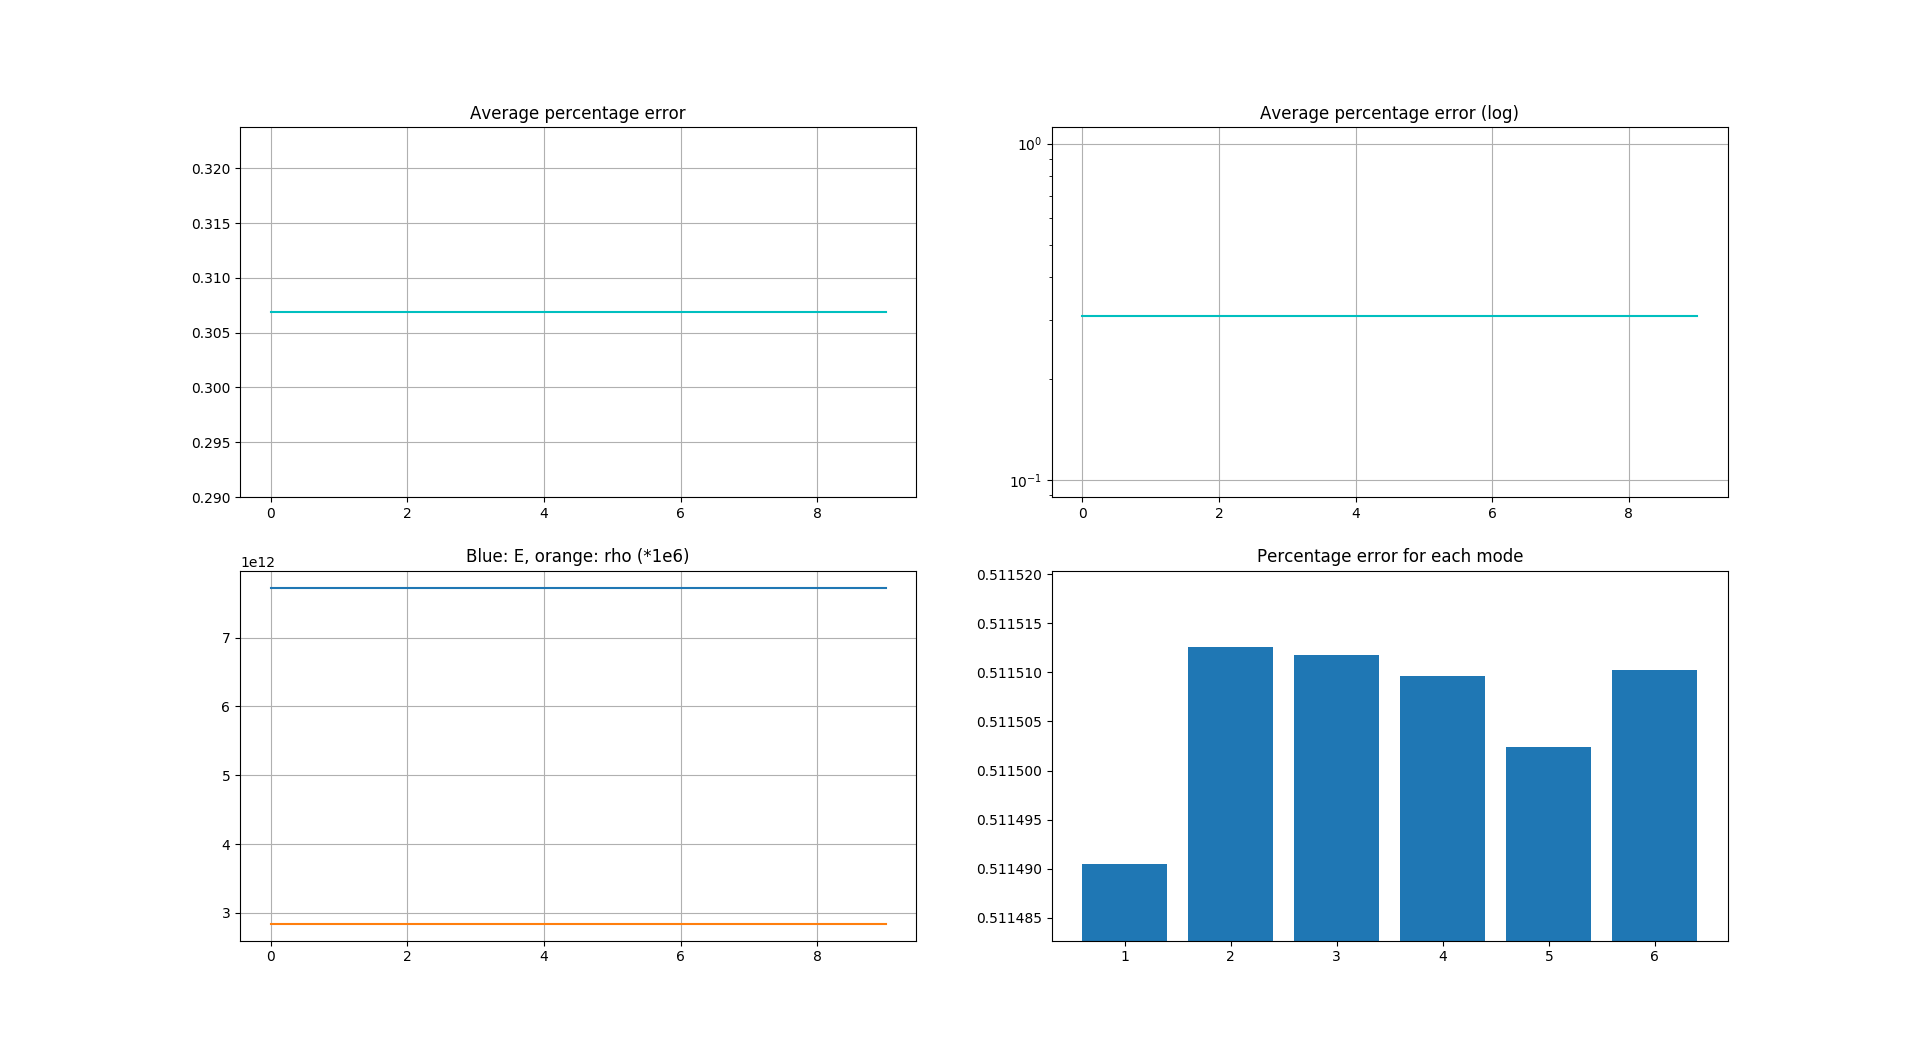 Average percentage error
0.320
0.315
0.310
0.305
0.300
0.295
0.290
0 2 4 6 8
Average percentage error (log)
10⁰
10⁻¹
0 2 4 6 8
Blue: E, orange: rho (*1e6)
1e12
7
6
5
4
3
0 2 4 6 8
Percentage error for each mode
0.511520
0.511515
0.511510
0.511505
0.511500
0.511495
0.511490
0.511485
1 2 3 4 5 6